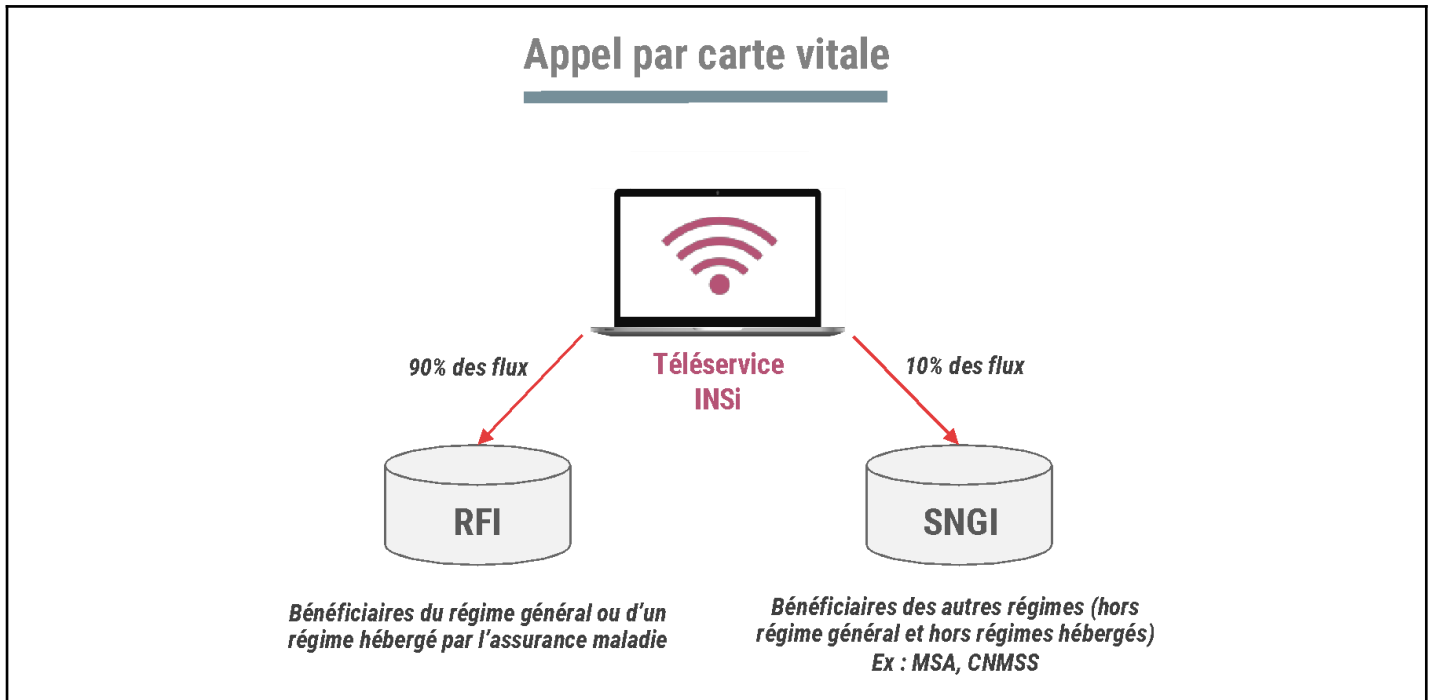 Appel par carte vitale
90% des flux
Téléservice
INSi
10% des flux
RFI
SNGI
Bénéficiaires du régime général ou d’un
régime hébergé par l’assurance maladie
Bénéficiaires des autres régimes (hors
régime général et hors régimes hébergés)
Ex : MSA, CNMSS